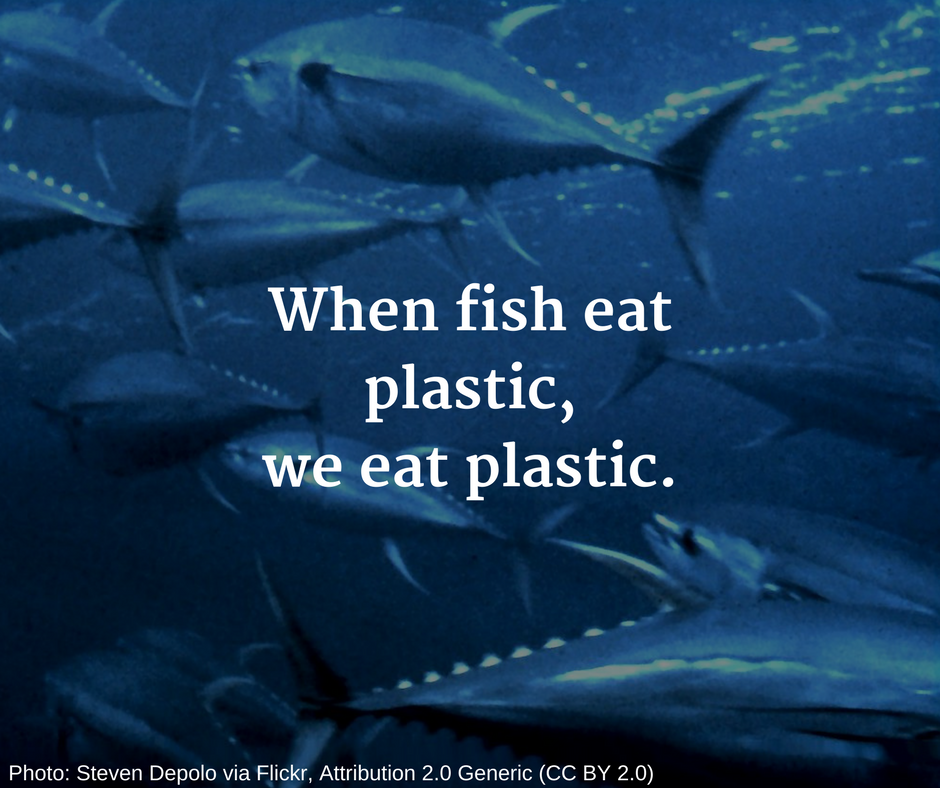 When fish eat
plastic,
we eat plastic.
Photo: Steven Depolo via Flickr, Attribution 2.0 Generic (CC BY 2.0)